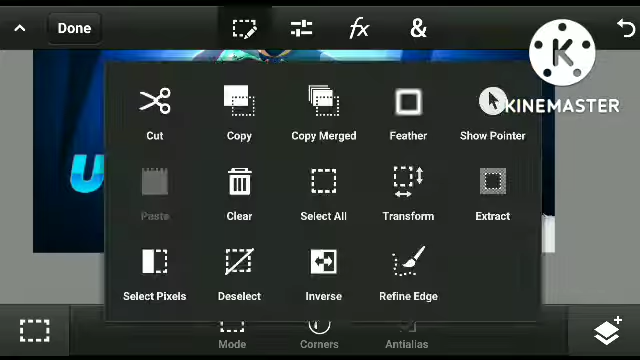 Done
fx
&
K
KINEMASTER
Cut
Copy
Copy Merged
Feather
Show Pointer
Paste
Clear
Select All
Transform
Extract
Select Pixels
Deselect
Inverse
Refine Edge
Mode
Corners
Antialias